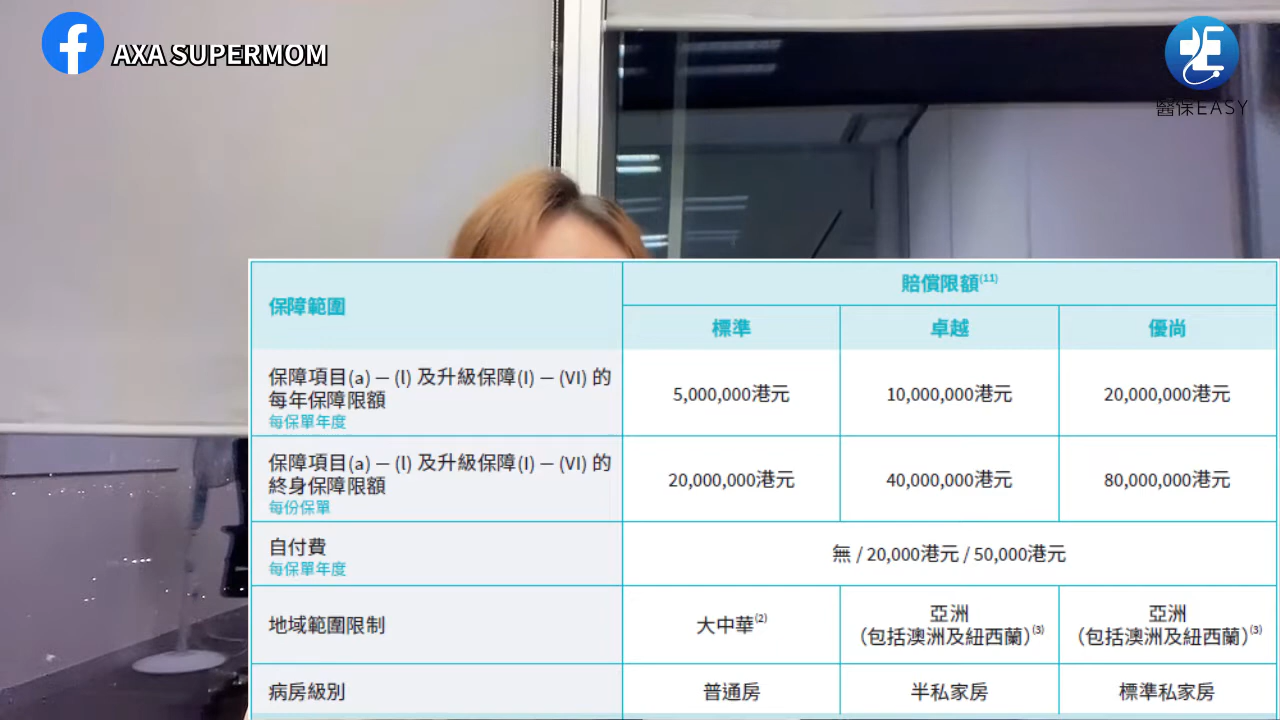 AXA SUPERMOM
醫保EASY
保障範圍
賠償限額(11)
標準
卓越
優尚
保障項目(a) – (l) 及升級保障(I) – (VI) 的
每年保障限額
每保單年度
5,000,000港元
10,000,000港元
20,000,000港元
保障項目(a) – (l) 及升級保障(I) – (VI) 的
終身保障限額
每份保單
20,000,000港元
40,000,000港元
80,000,000港元
自付費
每保單年度
無 / 20,000港元 / 50,000港元
地域範圍限制
大中華(2)
亞洲
（包括澳洲及紐西蘭）(3)
亞洲
（包括澳洲及紐西蘭）(3)
病房級別
普通房
半私家房
標準私家房